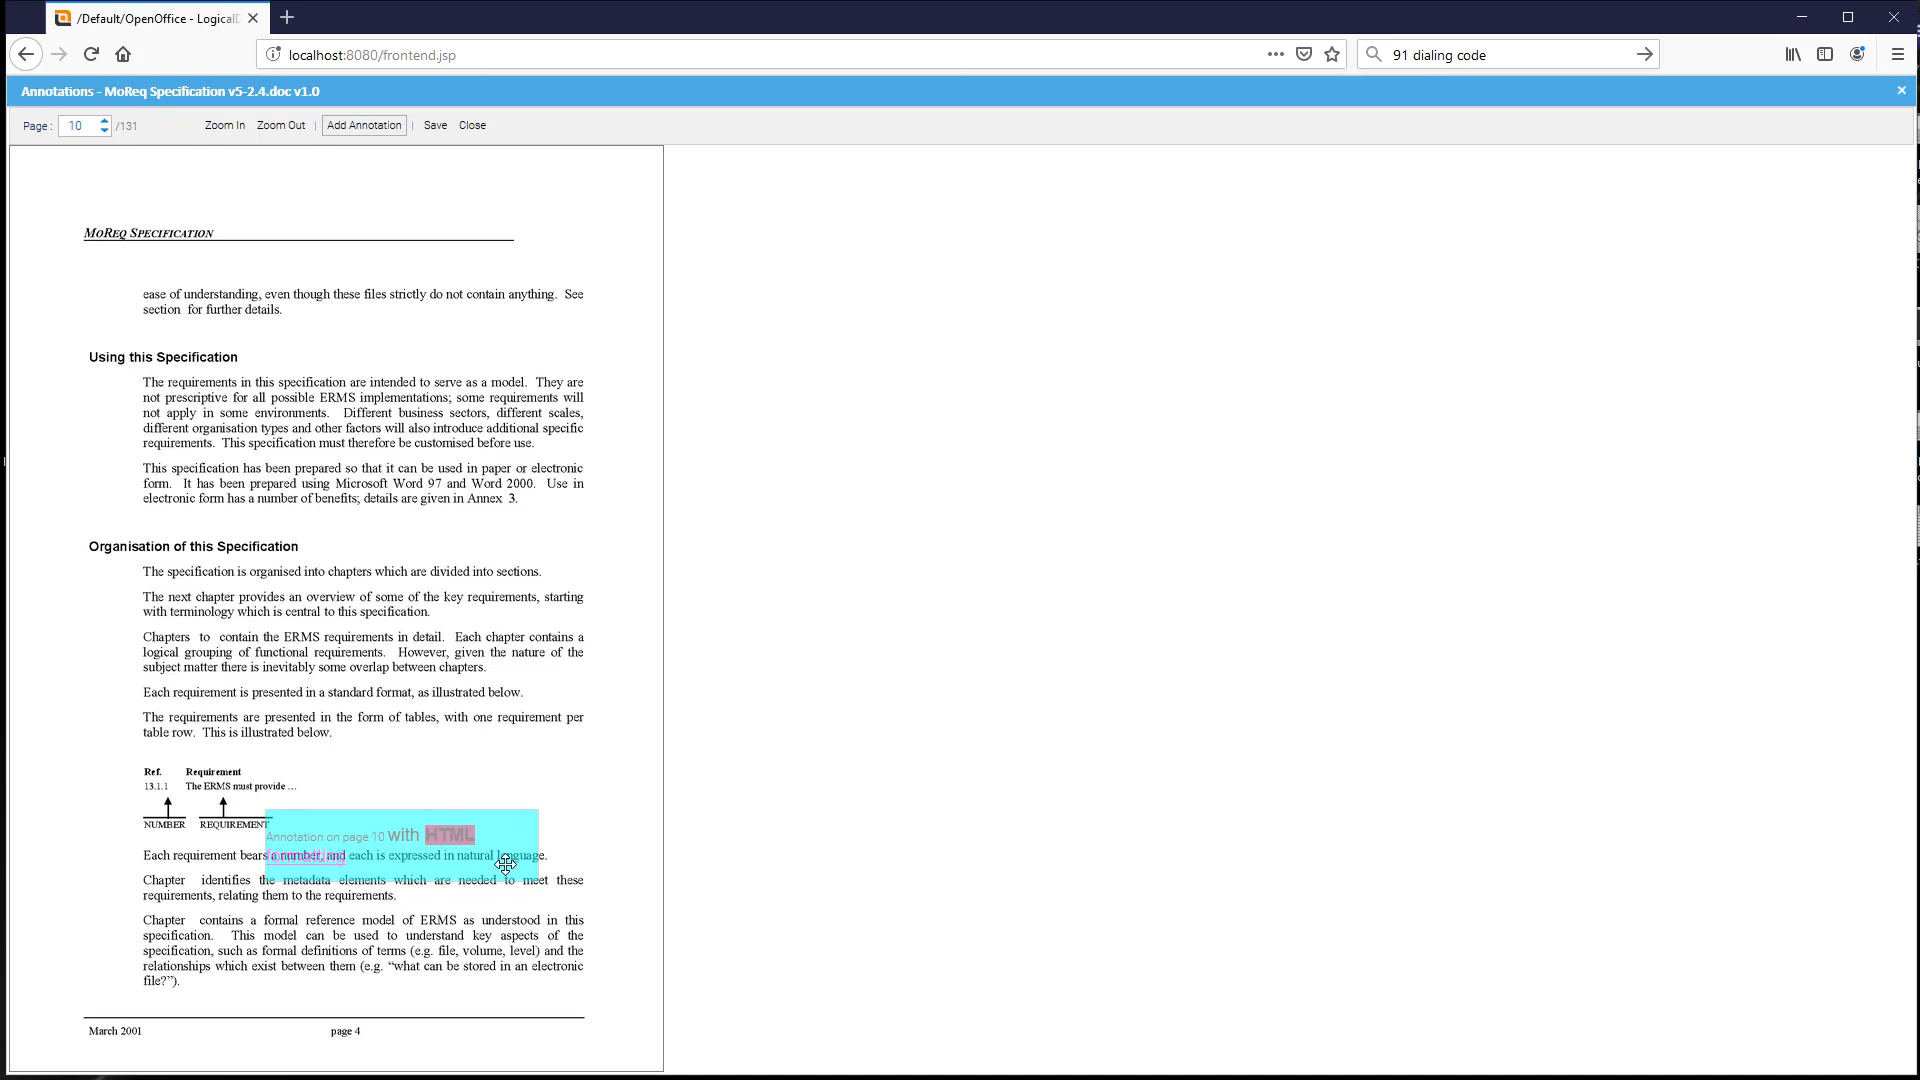 /Default/OpenOffice - LogicalD
localhost:8080/frontend.jsp
91 dialing code
Annotations - MoReq Specification v5-2.4.doc v1.0
Page : 10 /131 Zoom In Zoom Out | Add Annotation | Save Close
MOREQ SPECIFICATION
ease of understanding, even though these files strictly do not contain anything. See
section for further details.
Using this Specification
The requirements in this specification are intended to serve as a model. They are
not prescriptive for all possible ERMS implementations; some requirements will
not apply in some environments. Different business sectors, different scales,
different organisation types and other factors will also introduce additional specific
requirements. This specification must therefore be customised before use.
This specification has been prepared so that it can be used in paper or electronic
form. It has been prepared using Microsoft Word 97 and Word 2000. Use in
electronic form has a number of benefits; details are given in Annex 3.
Organisation of this Specification
The specification is organised into chapters which are divided into sections.
The next chapter provides an overview of some of the key requirements, starting
with terminology which is central to this specification.
Chapters to contain the ERMS requirements in detail. Each chapter contains a
logical grouping of functional requirements. However, given the nature of the
subject matter there is inevitably some overlap between chapters.
Each requirement is presented in a standard format, as illustrated below.
The requirements are presented in the form of tables, with one requirement per
table row. This is illustrated below.
Ref. Requirement
13.1.1 The ERMS must provide …
NUMBER REQUIREMENT
Annotation on page 10 with HTML
formatting
Each requirement bears a number, and each is expressed in natural language.
Chapter identifies the metadata elements which are needed to meet these
requirements, relating them to the requirements.
Chapter contains a formal reference model of ERMS as understood in this
specification. This model can be used to understand key aspects of the
specification, such as formal definitions of terms (e.g. file, volume, level) and the
relationships which exist between them (e.g. “what can be stored in an electronic
file?”).
March 2001 page 4